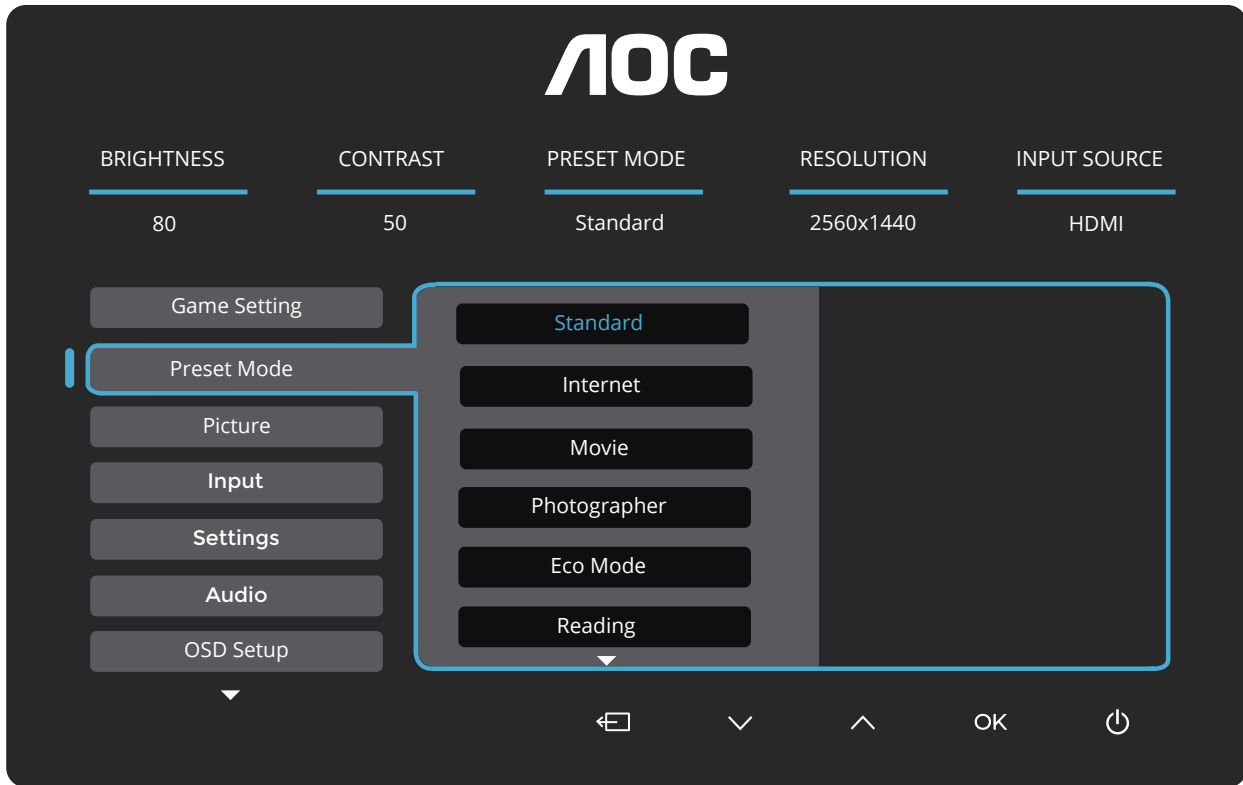 AOC
BRIGHTNESS CONTRAST PRESET MODE RESOLUTION INPUT SOURCE
80 50 Standard 2560x1440 HDMI
Game Setting
Preset Mode
Picture
Input
Settings
Audio
OSD Setup
Standard
Internet
Movie
Photographer
Eco Mode
Reading
OK